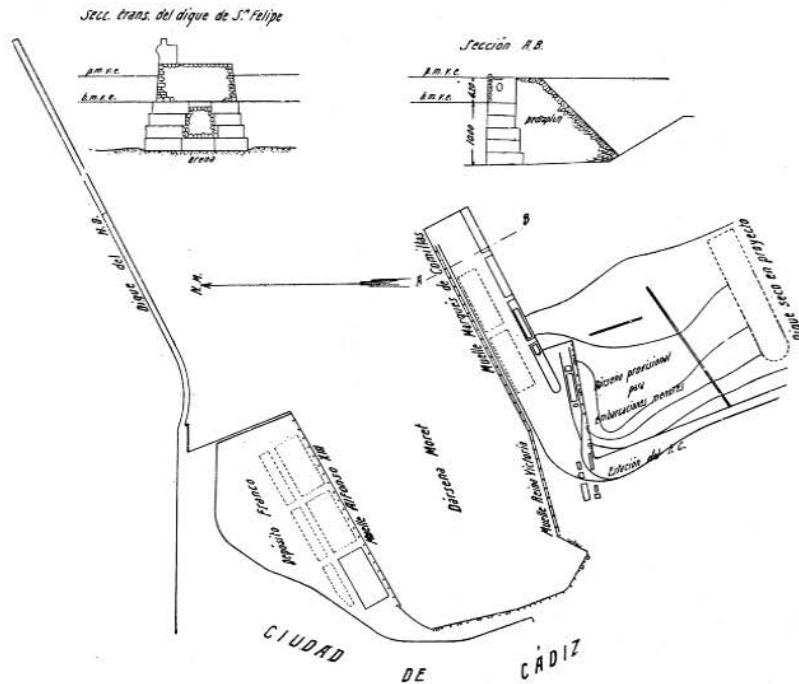 Secc. trans. del dique de S.n Felipe
p.m.v.e.
b.m.v.e.
arena
Sección A.B.
p.m.v.e.
b.m.v.e.
620
1000
pedraplen
Dique del N.O.
N.M.
A
B
Muelle Marqués de Comillas
Dique seco en proyecto
Dársena provisional
para
embarcaciones menores
Estación del F.C.
Muelle Reina Victoria
Dársena Moret
Muelle Alfonso XIII
Depósito Franco
CIUDAD
DE
CÁDIZ